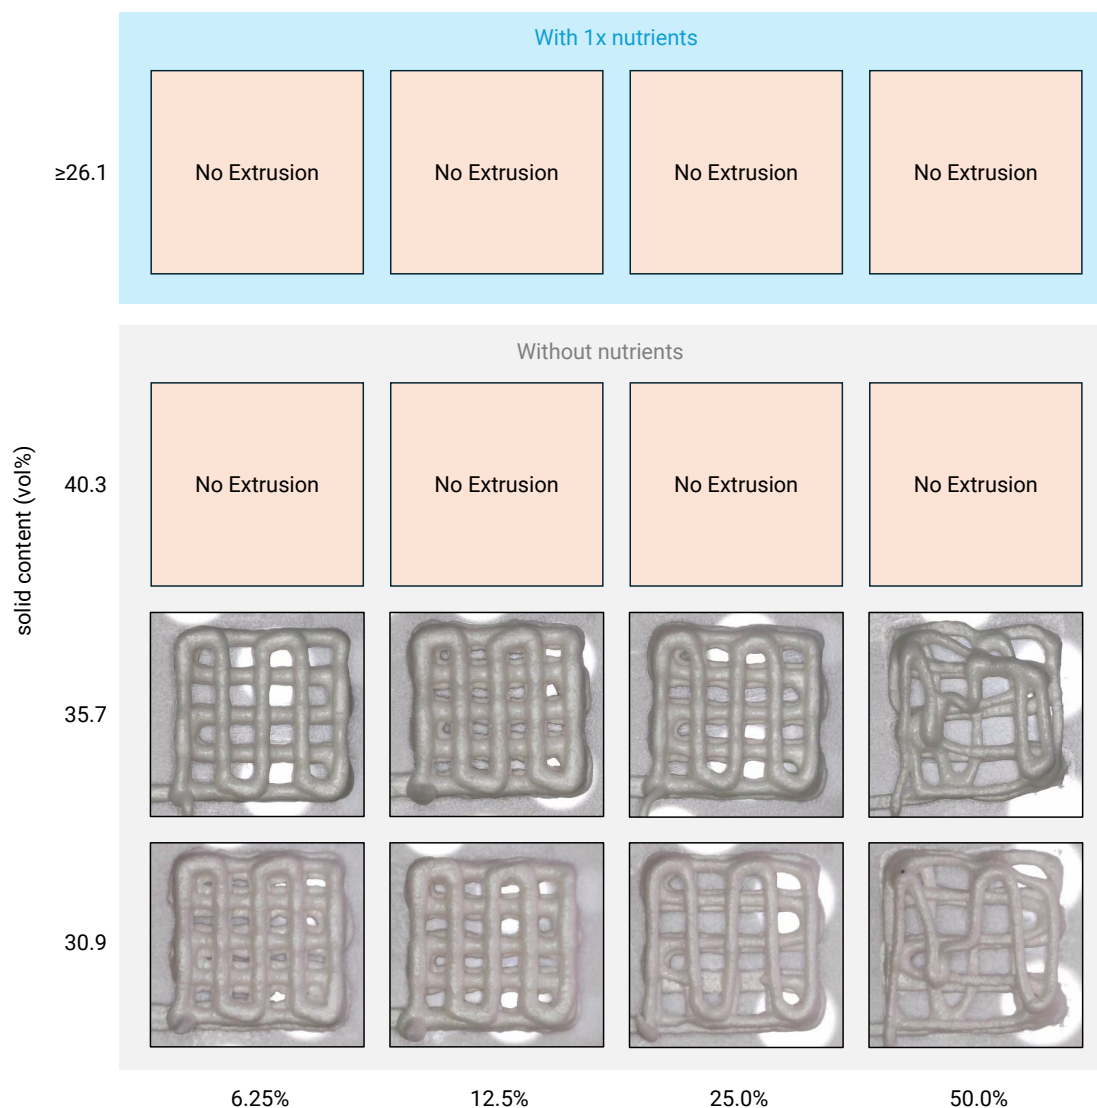 With 1x nutrients
≥26.1
No Extrusion
No Extrusion
No Extrusion
No Extrusion
Without nutrients
solid content (vol%)
40.3
No Extrusion
No Extrusion
No Extrusion
No Extrusion
35.7
30.9
6.25%
12.5%
25.0%
50.0%